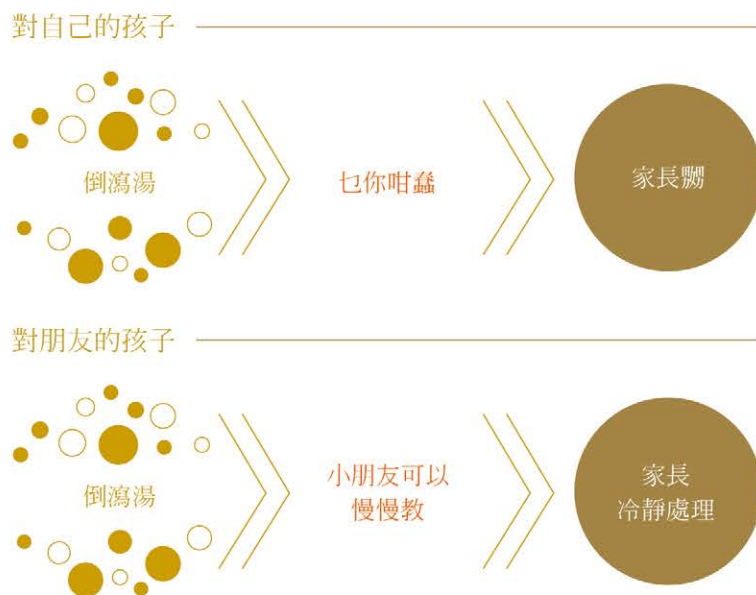 對自己的孩子
倒瀉湯
乜你咁蠢
家長嬲
對朋友的孩子
倒瀉湯
小朋友可以
慢慢教
家長
冷靜處理